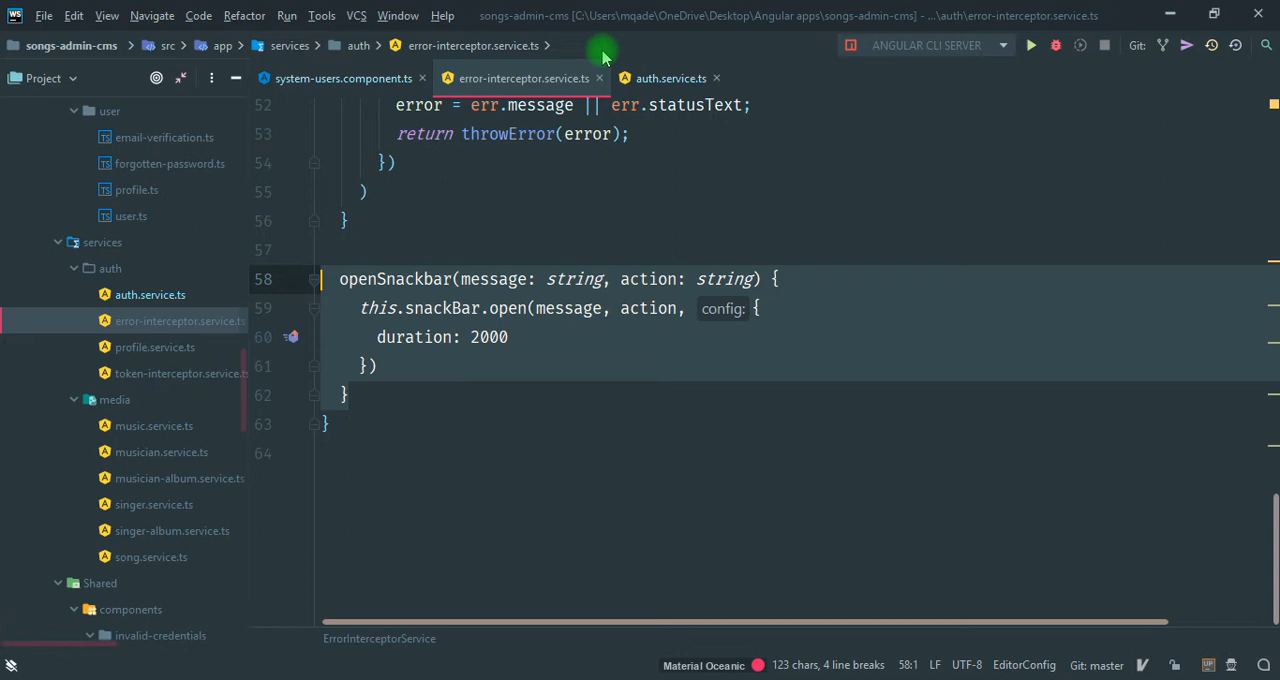 WS File Edit View Navigate Code Refactor Run Tools VCS Window Help songs-admin-cms [C:\Users\mqade\OneDrive\Desktop\Angular apps\songs-admin-cms] - ...\auth\error-interceptor.service.ts
songs-admin-cms src app services auth error-interceptor.service.ts ANGULAR CLI SERVER Git:
Project system-users.component.ts error-interceptor.service.ts auth.service.ts
user
email-verification.ts
forgotten-password.ts
profile.ts
user.ts
services
auth
auth.service.ts
error-interceptor.service.ts
profile.service.ts
token-interceptor.service.
media
music.service.ts
musician.service.ts
musician-album.service.ts
singer.service.ts
singer-album.service.ts
song.service.ts
Shared
components
invalid-credentials
52 error = err.message || err.statusText;
53 return throwError(error);
54 })
55 )
56 }
57
58 openSnackbar(message: string, action: string) {
59 this.snackBar.open(message, action, config: {
60 duration: 2000
61 })
62 }
63 }
64
ErrorInterceptorService
Material Oceanic 123 chars, 4 line breaks 58:1 LF UTF-8 EditorConfig Git: master